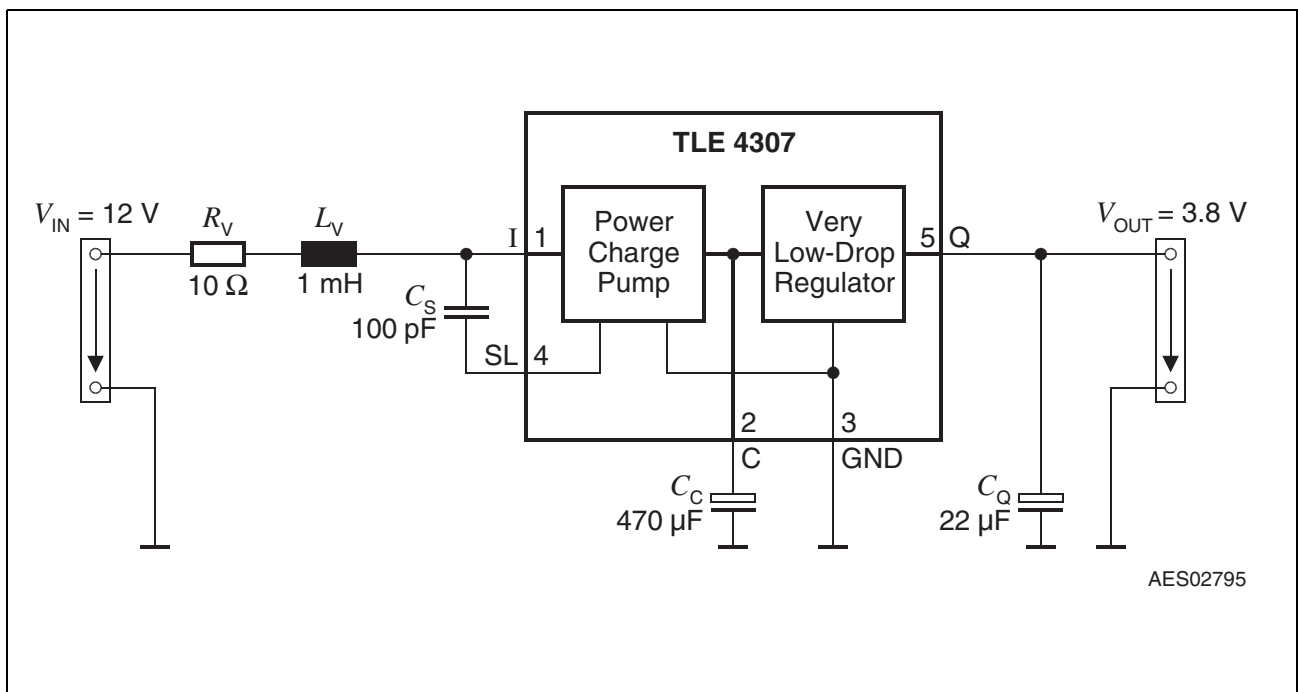 TLE 4307
V_IN = 12 V
R_V
L_V
10 Ω
1 mH
C_S
100 pF
I
1
SL
4
Power
Charge
Pump
Very
Low-Drop
Regulator
5
Q
V_OUT = 3.8 V
2
3
C
GND
C_C
470 µF
C_Q
22 µF
AES02795